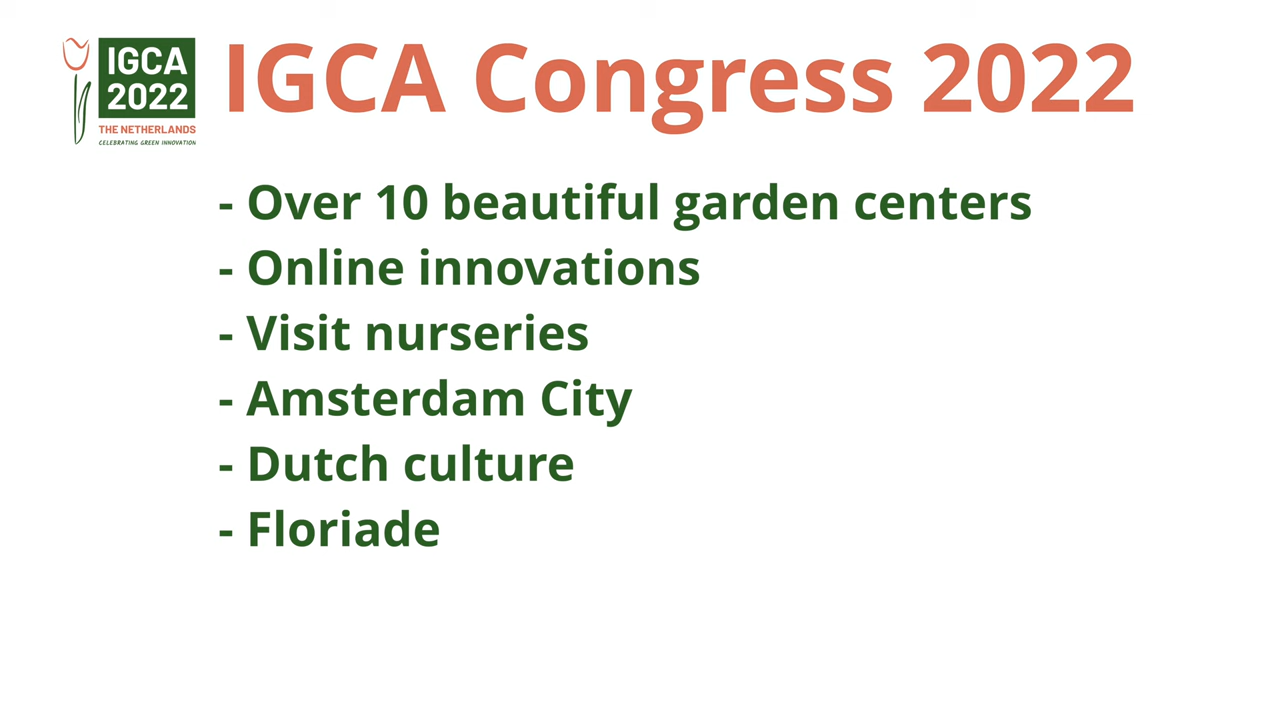 IGCA
2022
THE NETHERLANDS
CELEBRATING GREEN INNOVATION
IGCA Congress 2022
- Over 10 beautiful garden centers
- Online innovations
- Visit nurseries
- Amsterdam City
- Dutch culture
- Floriade